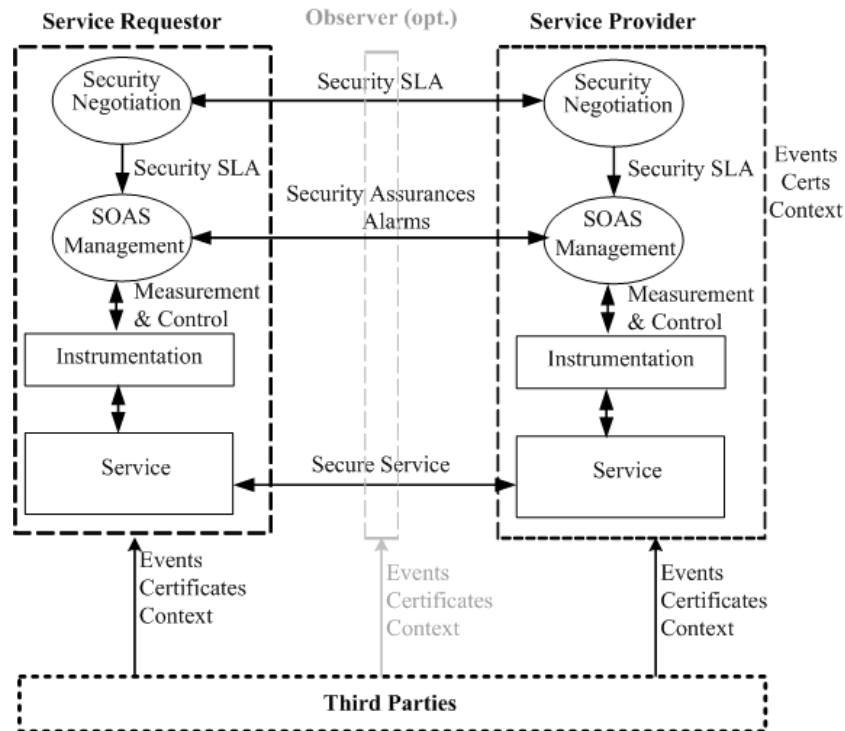 Service Requestor
Observer (opt.)
Service Provider
Security
Negotiation
Security SLA
Security
Negotiation
Security SLA
Security SLA
Events
Certs
Context
SOAS
Management
Security Assurances
Alarms
SOAS
Management
Measurement
& Control
Measurement
& Control
Instrumentation
Instrumentation
Service
Secure Service
Service
Events
Certificates
Context
Events
Certificates
Context
Events
Certificates
Context
Third Parties